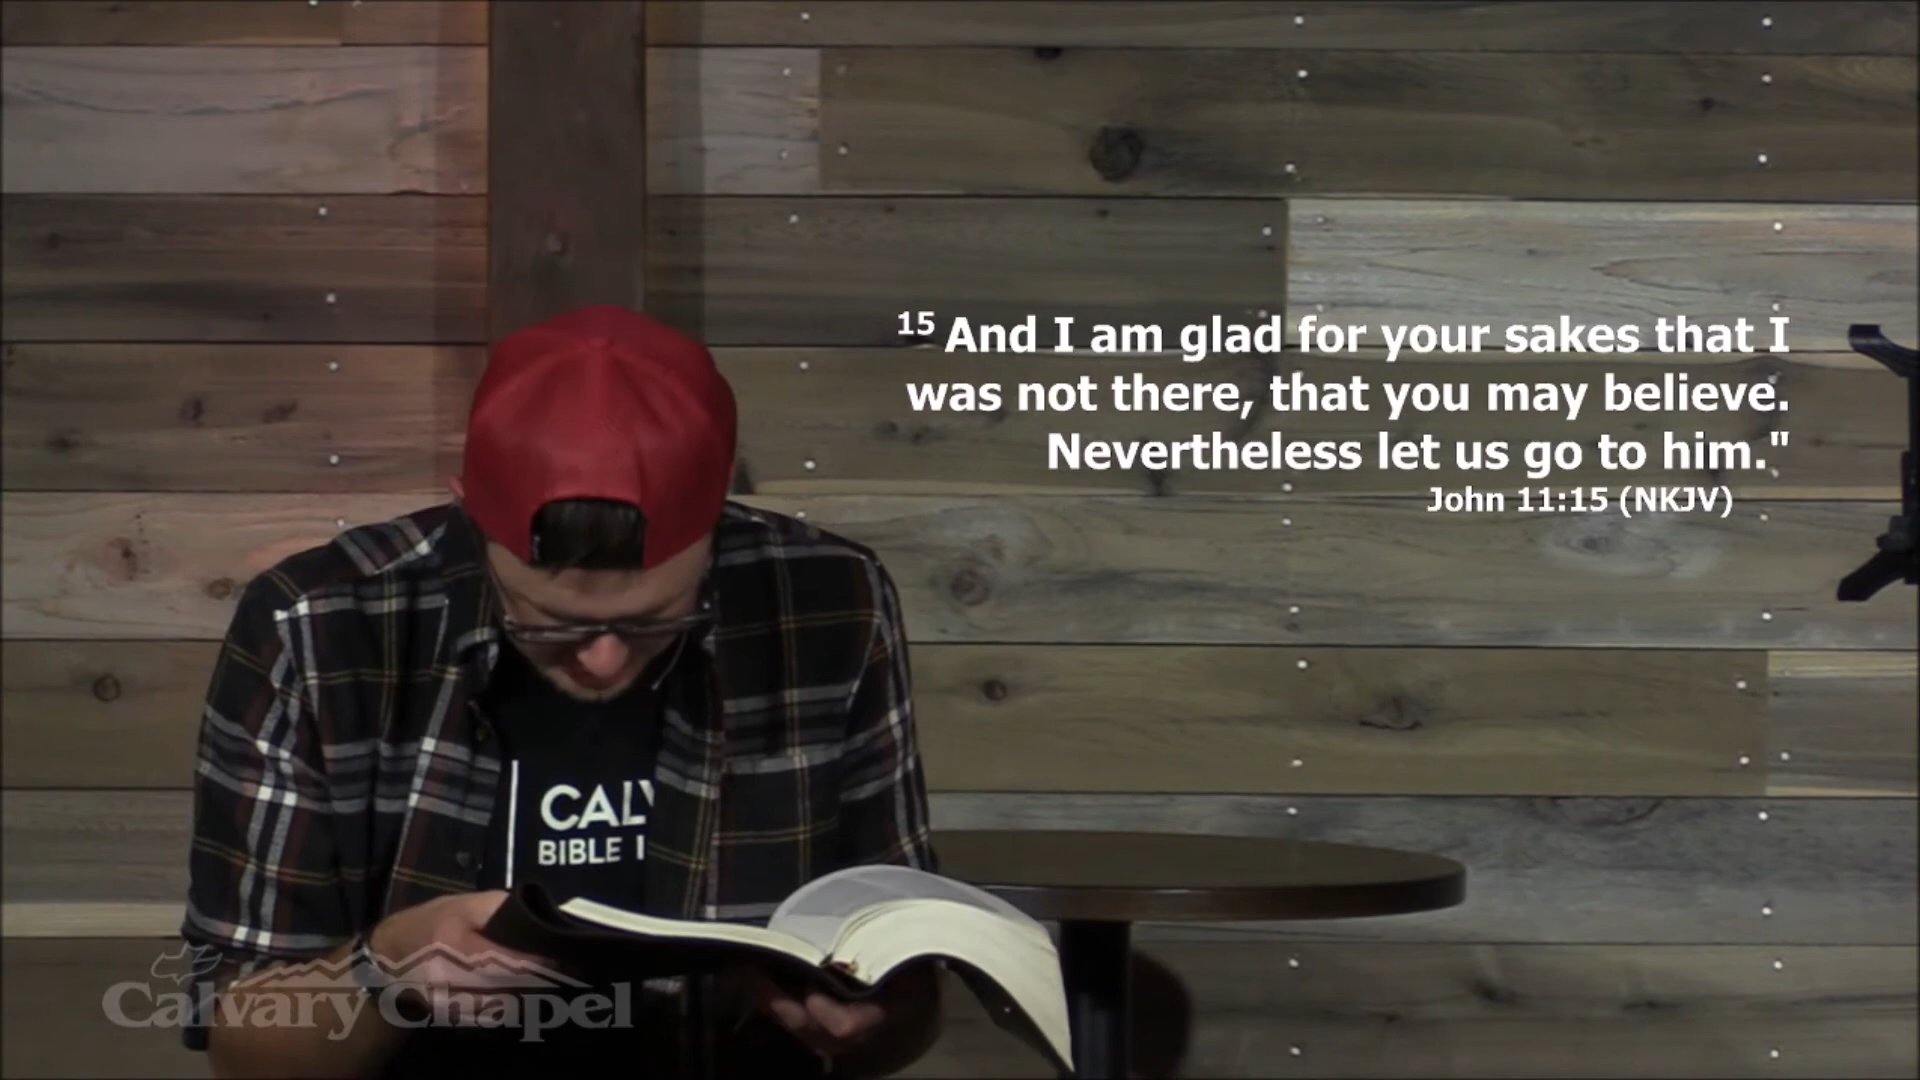 15 And I am glad for your sakes that I
was not there, that you may believe.
Nevertheless let us go to him."
John 11:15 (NKJV)
CALV
BIBLE I
Calvary Chapel